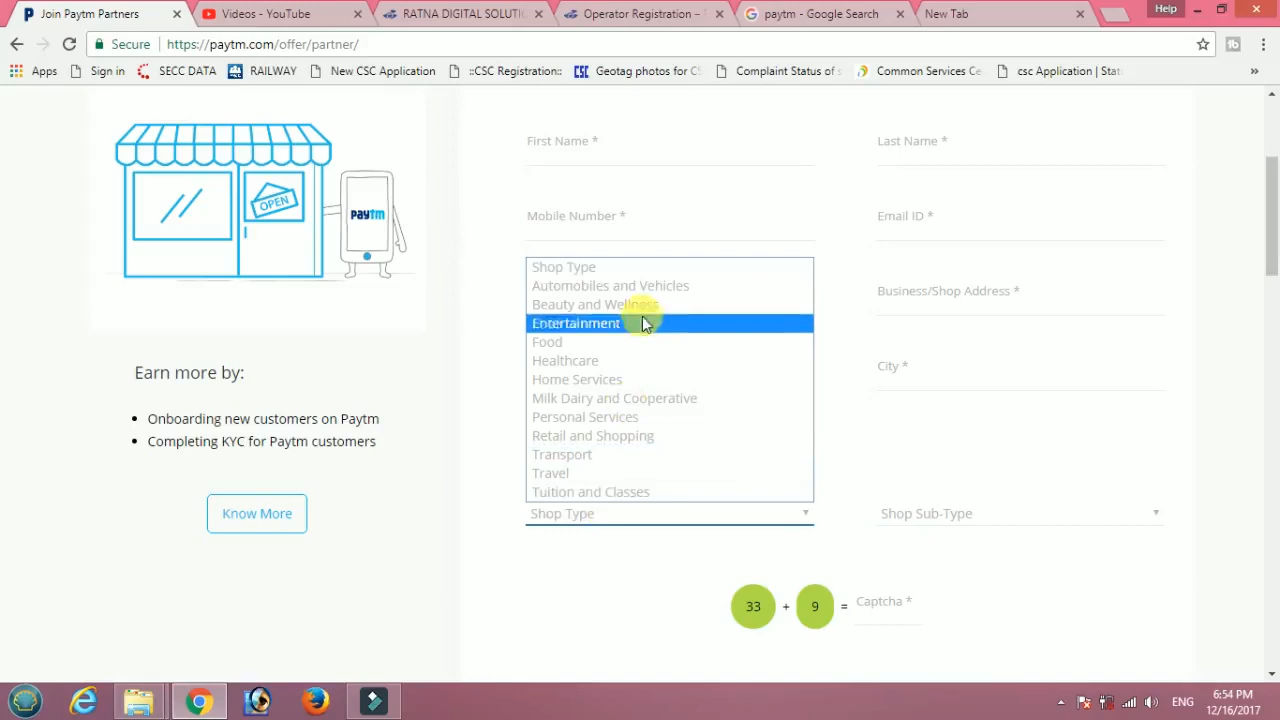 Join Paytm Partners
Videos - YouTube
RATNA DIGITAL SOLUTI
Operator Registration –
paytm - Google Search
New Tab
Help
Secure
https://paytm.com/offer/partner/
Apps
Sign in
SECC DATA
RAILWAY
New CSC Application
::CSC Registration::
CSC
Geotag photos for CS
Complaint Status of s
Common Services Ce
csc Application | Stat
OPEN
paytm
Earn more by:
Onboarding new customers on Paytm
Completing KYC for Paytm customers
Know More
First Name *
Last Name *
Mobile Number *
Email ID *
Shop Type
Automobiles and Vehicles
Beauty and Wellness
Entertainment
Food
Healthcare
Home Services
Milk Dairy and Cooperative
Personal Services
Retail and Shopping
Transport
Travel
Tuition and Classes
Business/Shop Address *
City *
Shop Type
Shop Sub-Type
33 + 9 =
Captcha *
ENG
6:54 PM
12/16/2017